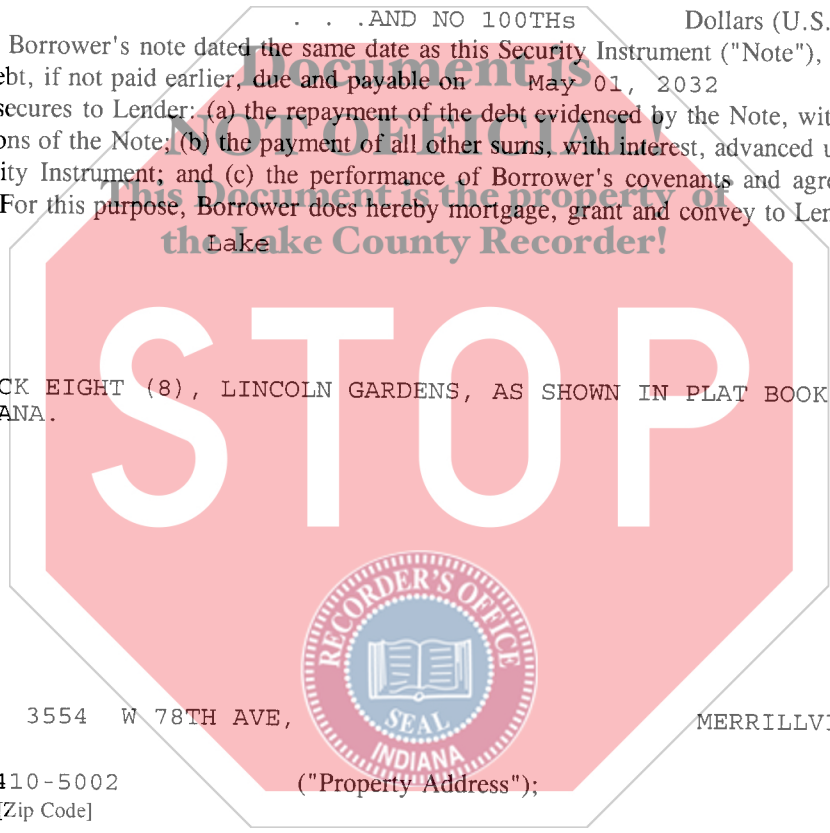 . . .AND NO 100THs Dollars (U.S.
Borrower's note dated the same date as this Security Instrument ("Note"),
ebt, if not paid earlier, due and payable on May 01, 2032
Document is
secures to Lender: (a) the repayment of the debt evidenced by the Note, wit
NOT OFFICIAL!
ons of the Note; (b) the payment of all other sums, with interest, advanced u
ity Instrument; and (c) the performance of Borrower's covenants and agre
This Document is the property of
For this purpose, Borrower does hereby mortgage, grant and convey to Len
the Lake County Recorder!
Lake
STOP
CK EIGHT (8), LINCOLN GARDENS, AS SHOWN IN PLAT BOOK
ANA.
RECORDER'S OFFICE
SEAL
INDIANA
3554 W 78TH AVE, MERRILLVI
410-5002 ("Property Address");
[Zip Code]